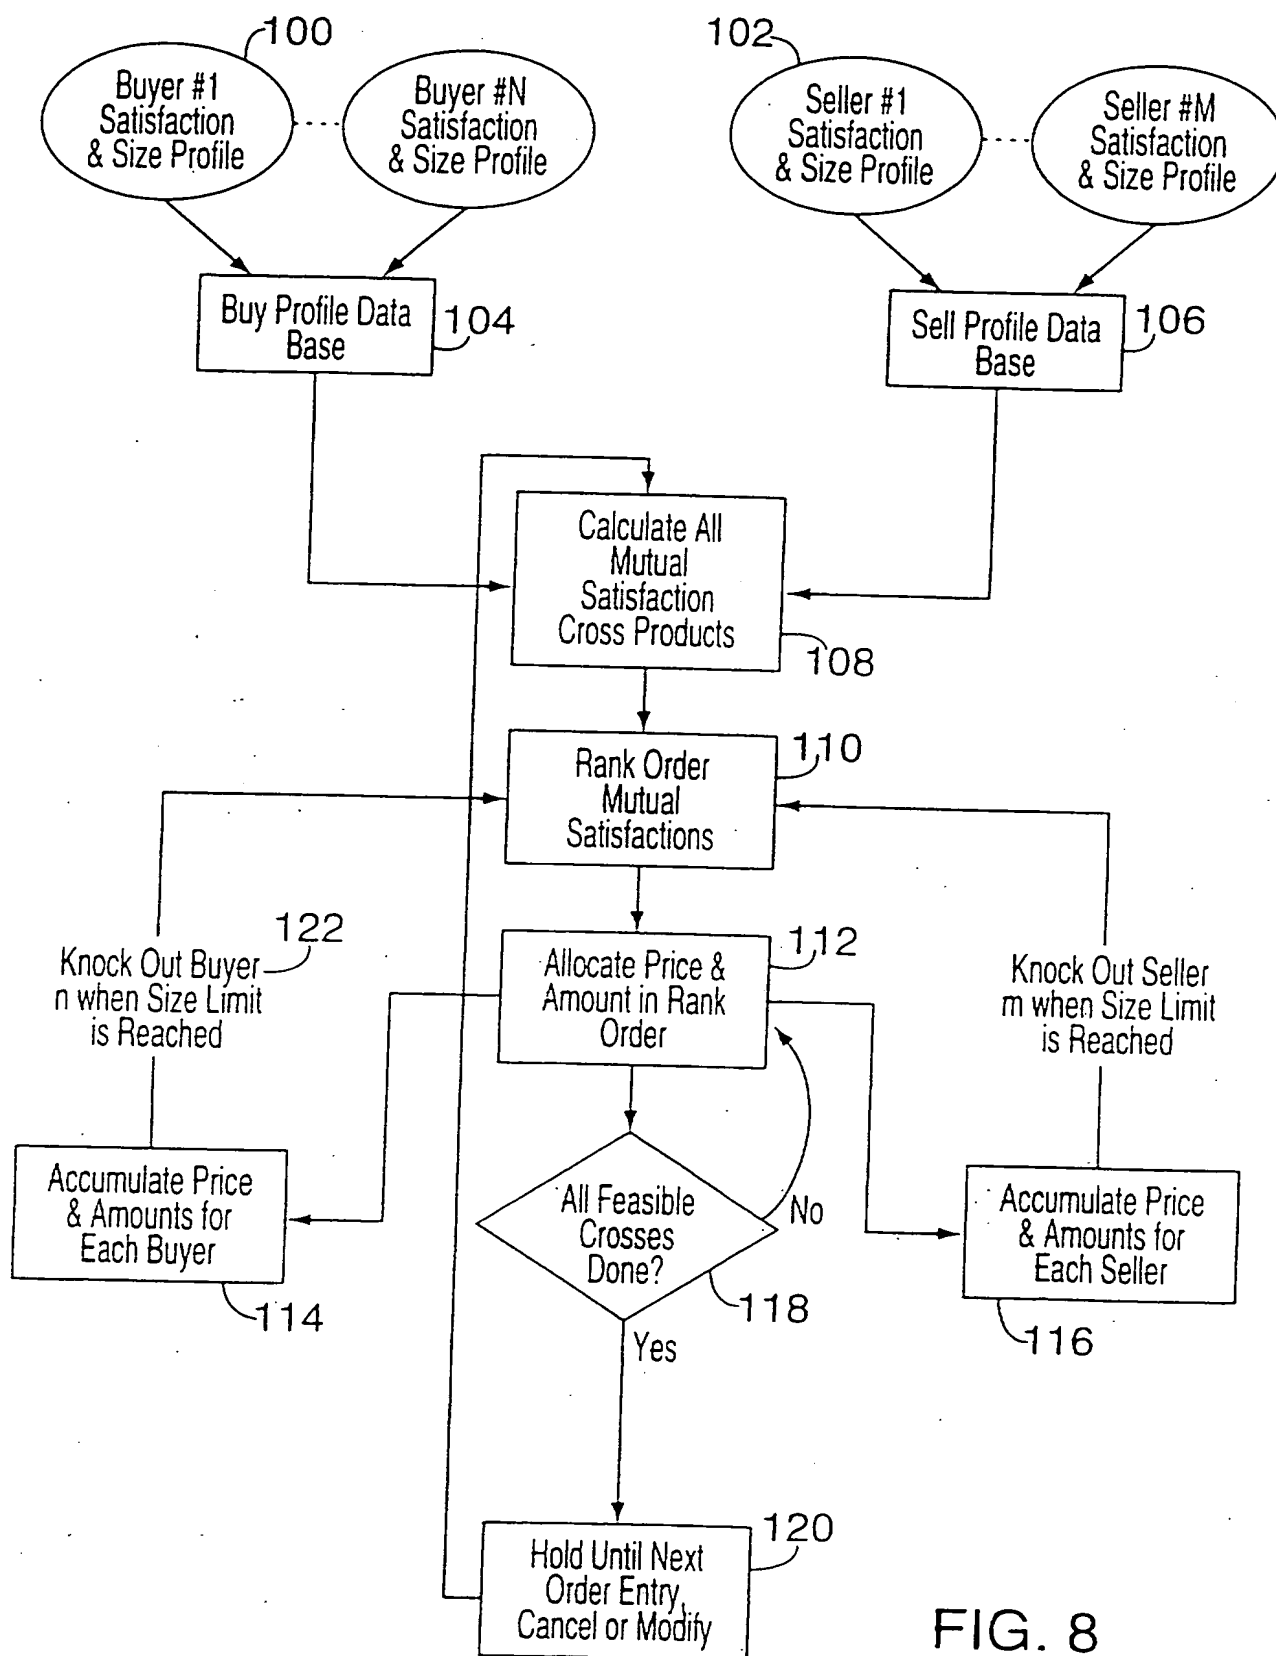 100
102
Buyer #1
Satisfaction
& Size Profile
Buyer #N
Satisfaction
& Size Profile
Seller #1
Satisfaction
& Size Profile
Seller #M
Satisfaction
& Size Profile
Buy Profile Data
Base
104
Sell Profile Data
Base
106
Calculate All
Mutual
Satisfaction
Cross Products
108
Rank Order
Mutual
Satisfactions
110
Knock Out Buyer
n when Size Limit
is Reached
122
Allocate Price &
Amount in Rank
Order
112
Knock Out Seller
m when Size Limit
is Reached
Accumulate Price
& Amounts for
Each Buyer
114
All Feasible
Crosses
Done?
No
118
Yes
Accumulate Price
& Amounts for
Each Seller
116
Hold Until Next
Order Entry,
Cancel or Modify
120
FIG. 8